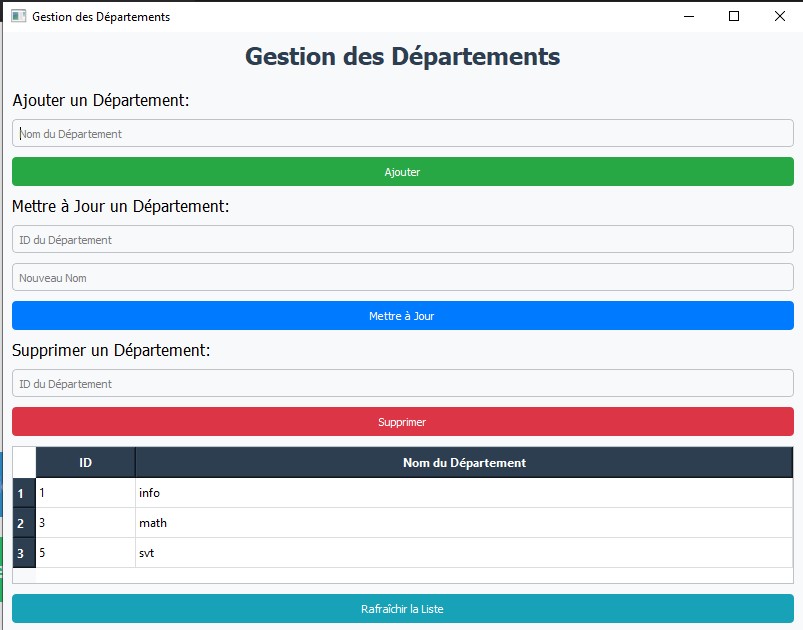 Gestion des Départements
Gestion des Départements
Ajouter un Département:
Nom du Département
Ajouter
Mettre à Jour un Département:
ID du Département
Nouveau Nom
Mettre à Jour
Supprimer un Département:
ID du Département
Supprimer
ID Nom du Département
1 1 info
2 3 math
3 5 svt
Rafraîchir la Liste